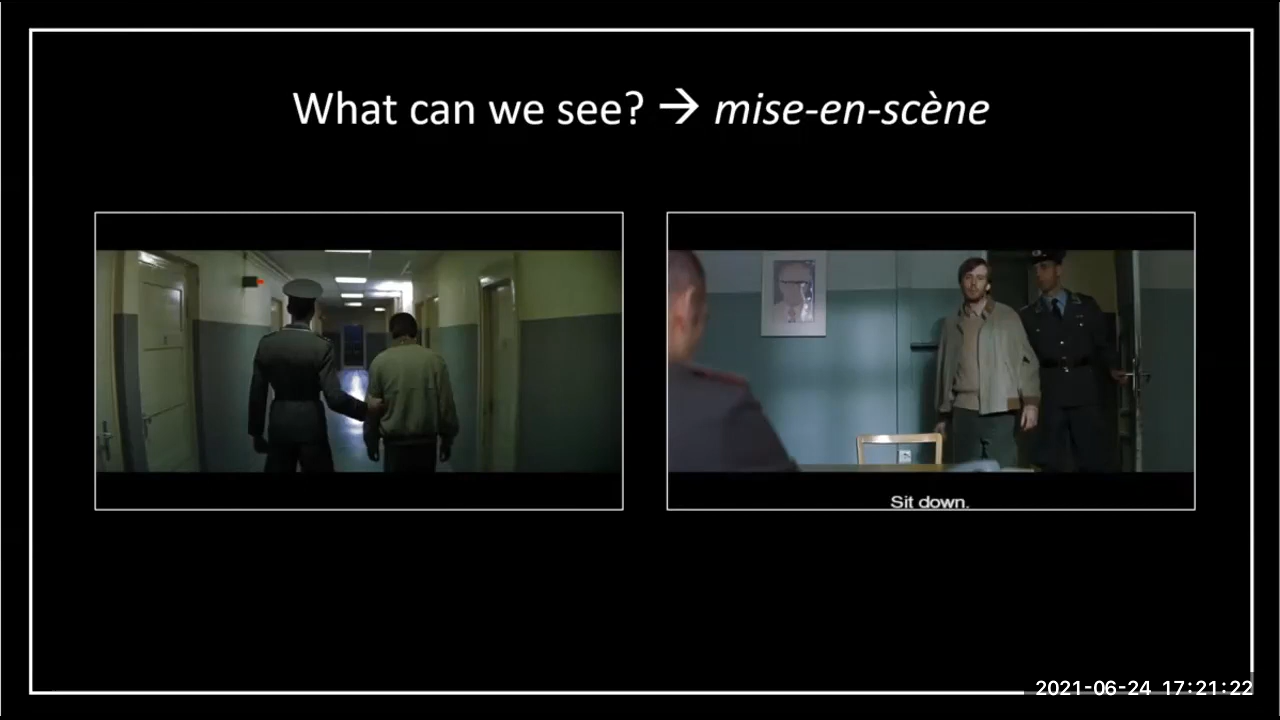 What can we see? → mise-en-scène
Sit down.
2021-06-24 17:21:22